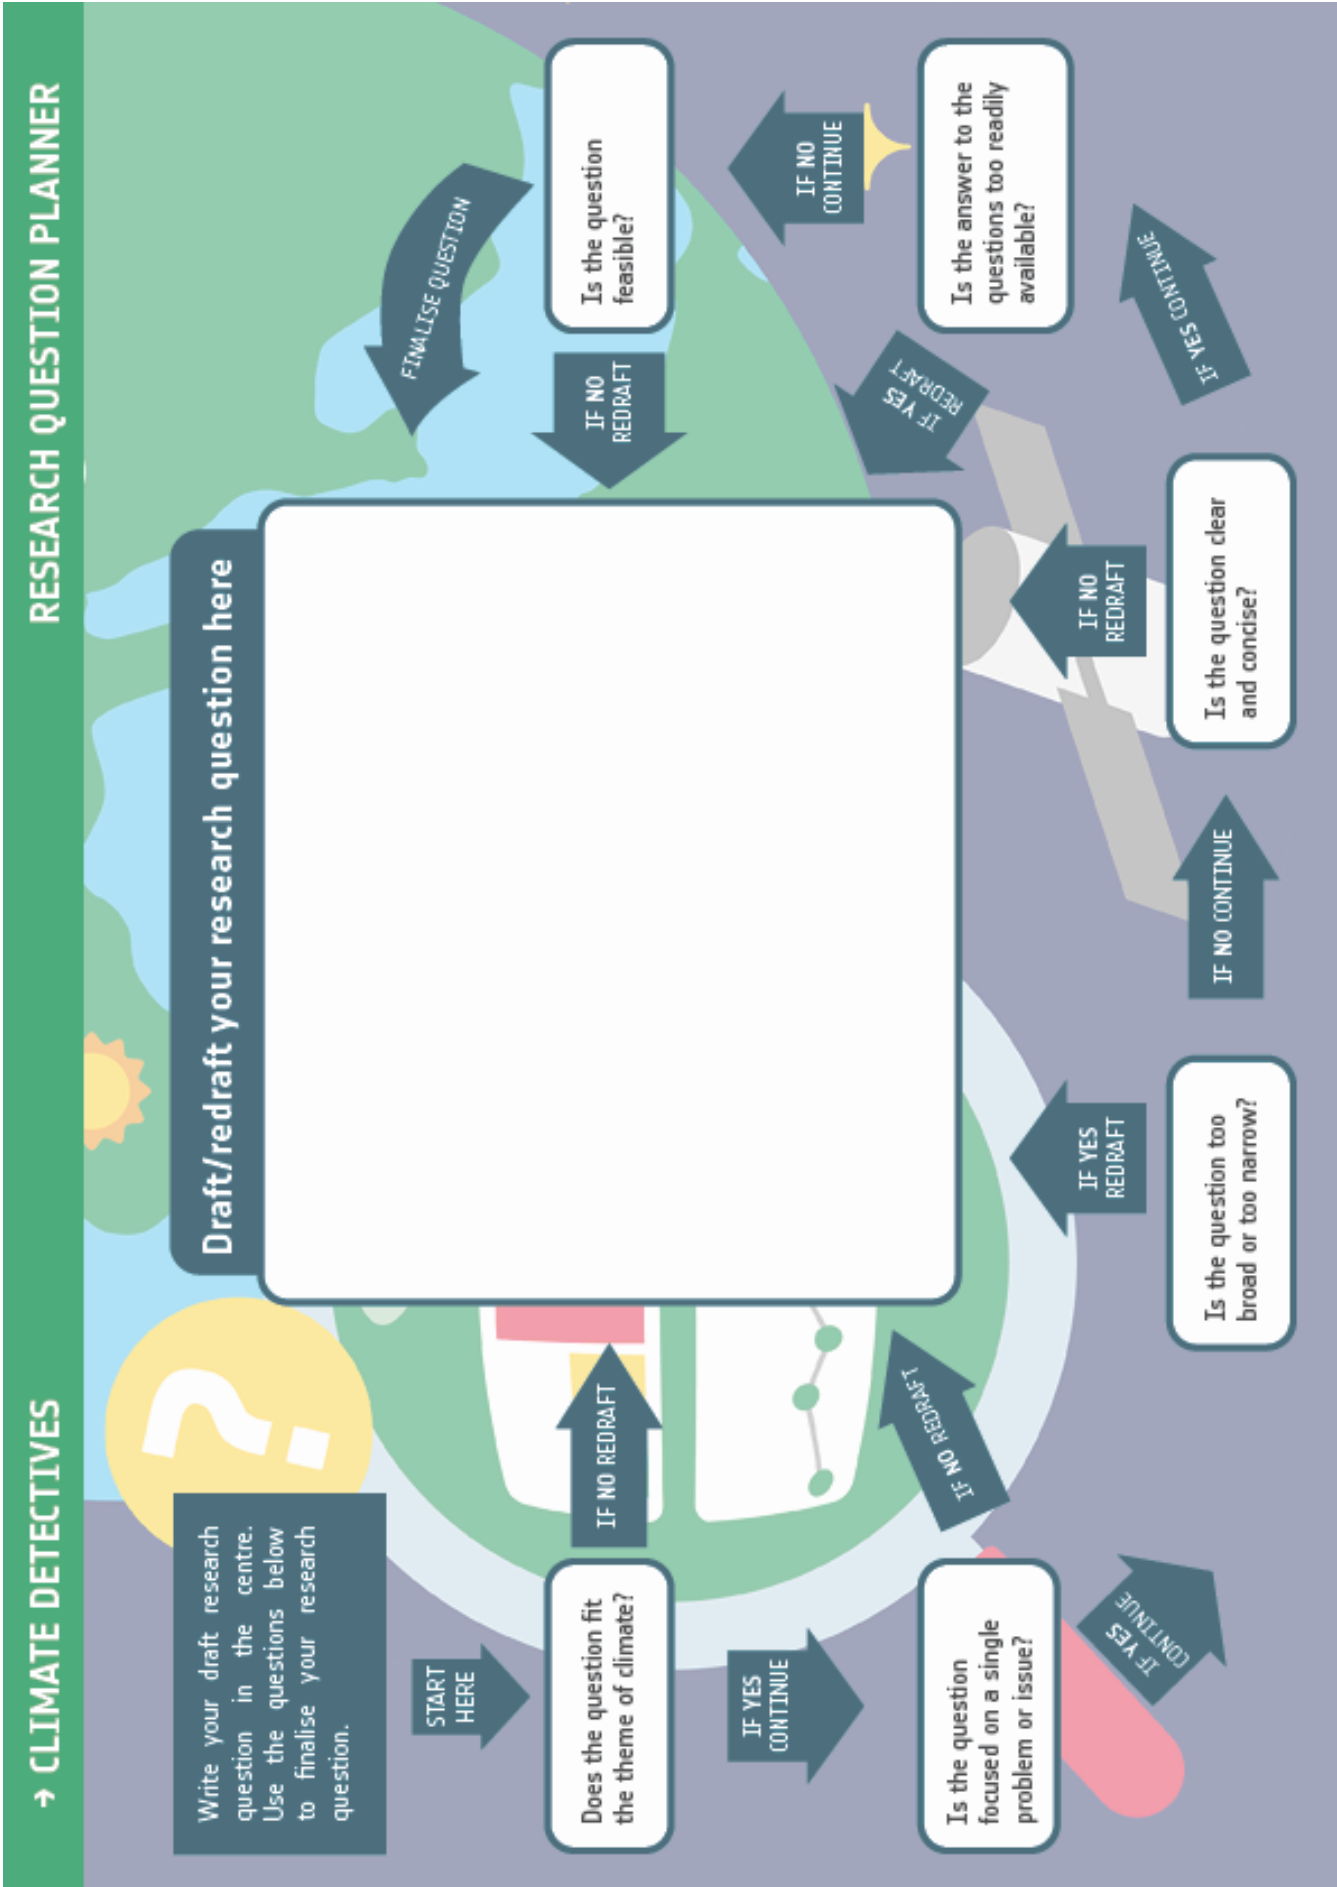 → CLIMATE DETECTIVES
RESEARCH QUESTION PLANNER
Write your draft research
question in the centre.
Use the questions below
to finalise your research
question.
Draft/redraft your research question here
START
HERE
Does the question fit
the theme of climate?
IF NO REDRAFT
IF YES
CONTINUE
Is the question
focused on a single
problem or issue?
IF NO REDRAFT
IF YES
CONTINUE
Is the question too
broad or too narrow?
IF YES
REDRAFT
IF NO CONTINUE
Is the question clear
and concise?
IF NO
REDRAFT
IF YES CONTINUE
Is the answer to the
questions too readily
available?
IF YES
REDRAFT
IF NO
CONTINUE
Is the question
feasible?
IF NO
REDRAFT
FINALISE QUESTION
?